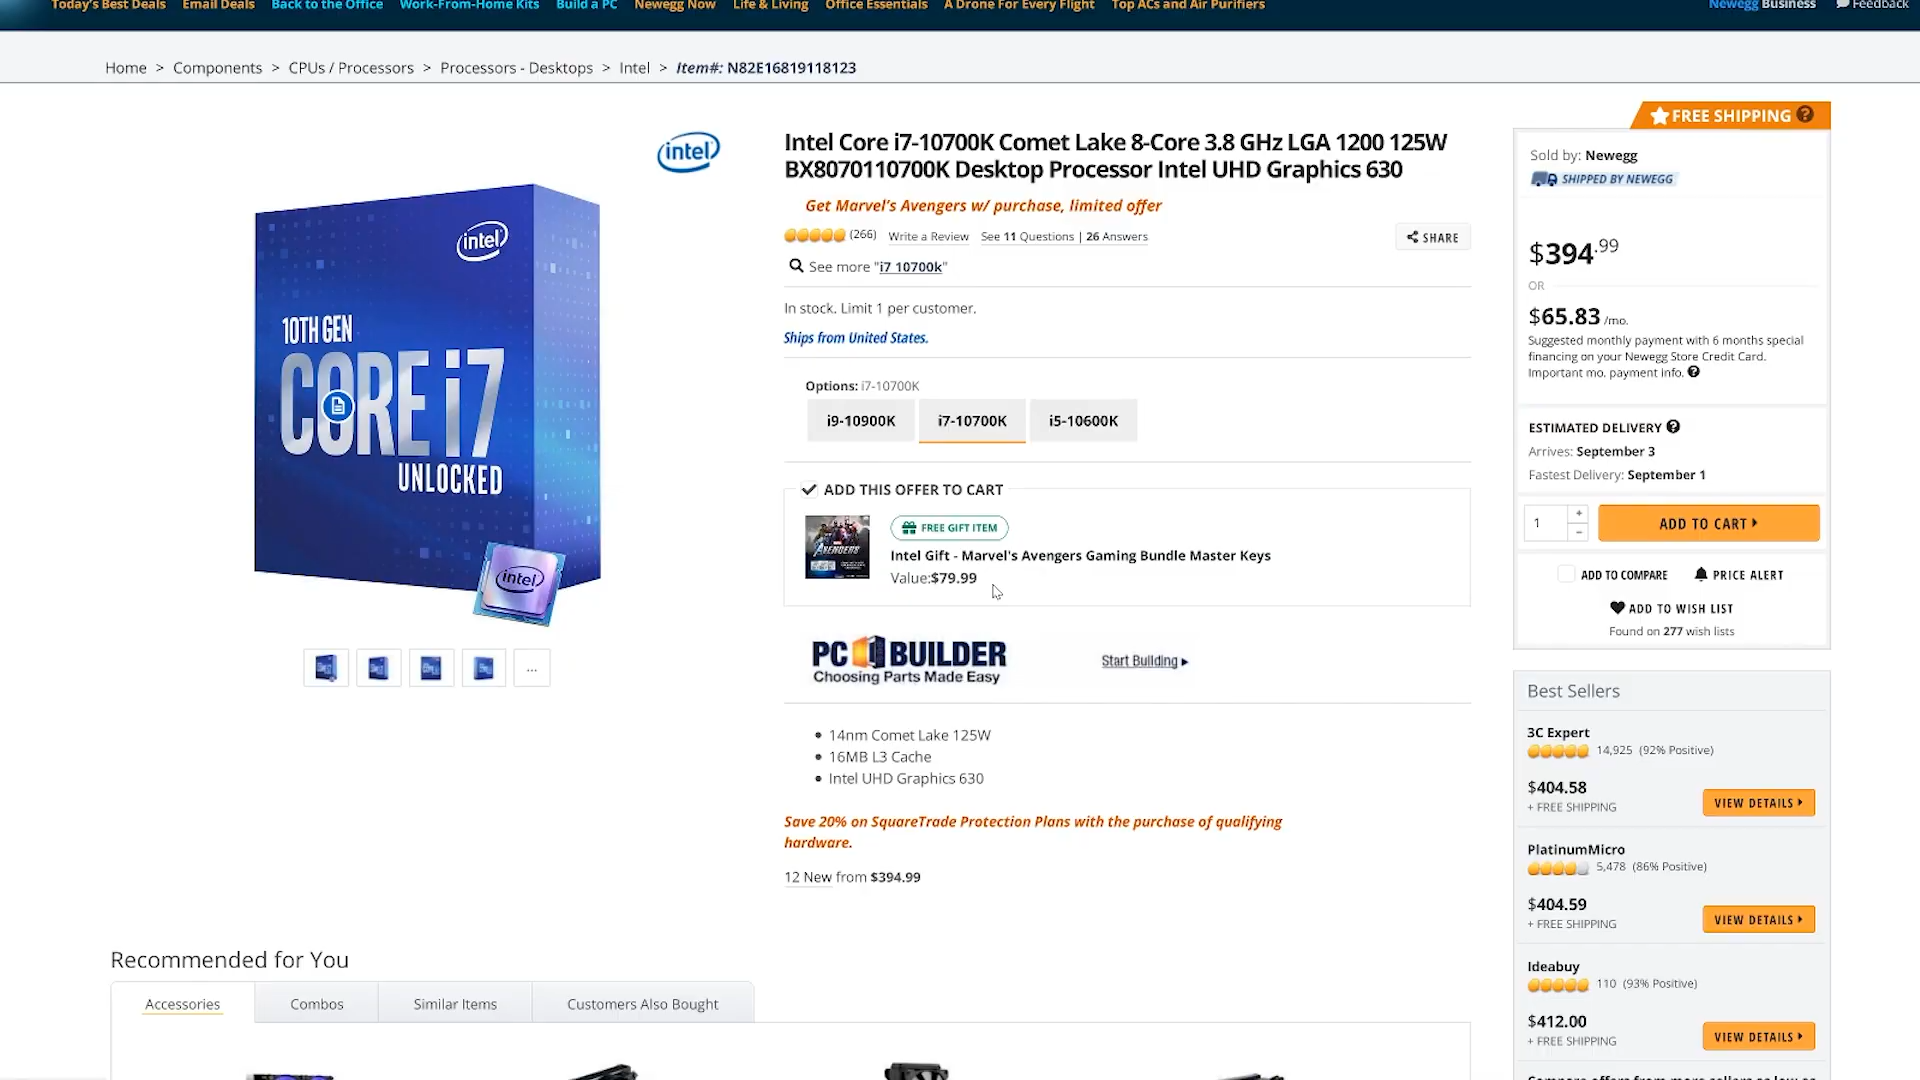 Today's Best Deals Email Deals Back to the Office Work-From-Home Kits Build a PC Newegg Now Life & Living Office Essentials A Drone For Every Flight Top ACs and Air Purifiers Newegg Business Feedback
Home > Components > CPUs / Processors > Processors - Desktops > Intel > Item#: N82E16819118123
intel
intel
10TH GEN
CORE i7
UNLOCKED
intel
...
Intel Core i7-10700K Comet Lake 8-Core 3.8 GHz LGA 1200 125W
BX8070110700K Desktop Processor Intel UHD Graphics 630
Get Marvel's Avengers w/ purchase, limited offer
(266) Write a Review See 11 Questions | 26 Answers
SHARE
See more "i7 10700k"
In stock. Limit 1 per customer.
Ships from United States.
Options: i7-10700K
i9-10900K i7-10700K i5-10600K
ADD THIS OFFER TO CART
AVENGERS
FREE GIFT ITEM
Intel Gift - Marvel's Avengers Gaming Bundle Master Keys
Value:$79.99
PC BUILDER
Choosing Parts Made Easy
Start Building
14nm Comet Lake 125W
16MB L3 Cache
Intel UHD Graphics 630
Save 20% on SquareTrade Protection Plans with the purchase of qualifying
hardware.
12 New from $394.99
FREE SHIPPING ?
Sold by: Newegg
SHIPPED BY NEWEGG
$394.99
OR
$65.83 /mo.
Suggested monthly payment with 6 months special
financing on your Newegg Store Credit Card.
Important mo. payment info. ?
ESTIMATED DELIVERY ?
Arrives: September 3
Fastest Delivery: September 1
1 + - ADD TO CART
ADD TO COMPARE PRICE ALERT
ADD TO WISH LIST
Found on 277 wish lists
Best Sellers
3C Expert
14,925 (92% Positive)
$404.58
+ FREE SHIPPING
VIEW DETAILS
PlatinumMicro
5,478 (86% Positive)
$404.59
+ FREE SHIPPING
VIEW DETAILS
Ideabuy
110 (93% Positive)
$412.00
+ FREE SHIPPING
VIEW DETAILS
Recommended for You
Accessories Combos Similar Items Customers Also Bought